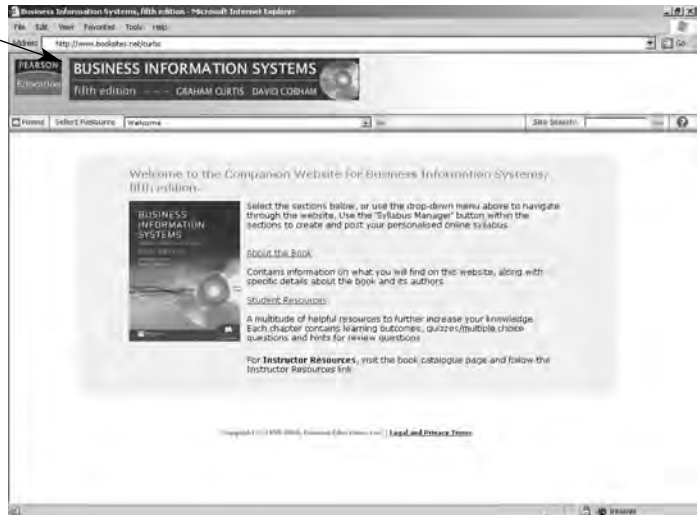 Business Information Systems, fifth edition - Microsoft Internet Explorer
File Edit View Favorites Tools Help
Address http://www.booksites.net/curtis Go
PEARSON
Education
BUSINESS INFORMATION SYSTEMS
fifth edition - - - GRAHAM CURTIS DAVID COBHAM
Home Select Resource Welcome Site Search:
Welcome to the Companion Website for Business Information Systems,
fifth edition.
BUSINESS
INFORMATION
SYSTEMS
Select the sections below, or use the drop-down menu above to navigate
through the website. Use the 'Syllabus Manager' button within the
sections to create and post your personalised online syllabus
About the Book
Contains information on what you will find on this website, along with
specific details about the book and its authors
Student Resources
A multitude of helpful resources to further increase your knowledge.
Each chapter contains learning outcomes, quizzes/multiple choice
questions and hints for review questions
For Instructor Resources, visit the book catalogue page and follow the
Instructor Resources link
Legal and Privacy Terms
Internet